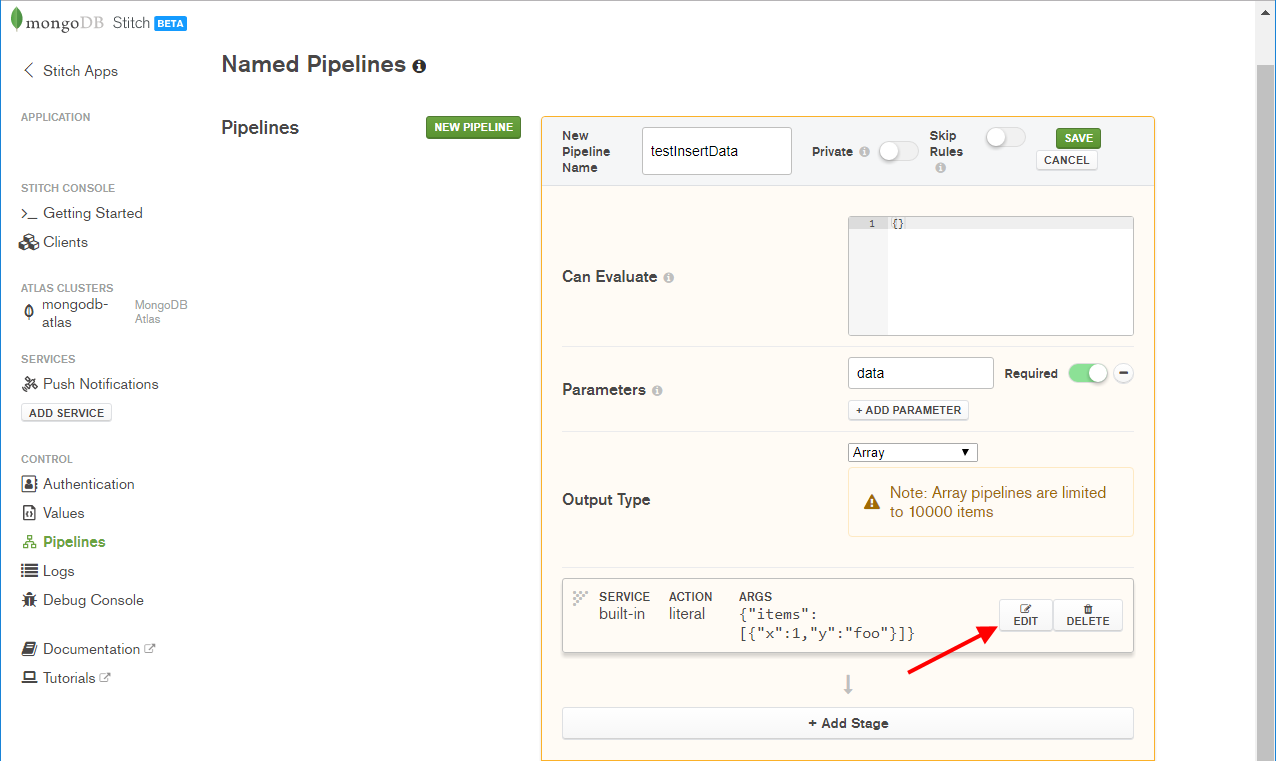 mongoDB Stitch BETA
Stitch Apps
APPLICATION
STITCH CONSOLE
Getting Started
Clients
ATLAS CLUSTERS
mongodb-
atlas
MongoDB
Atlas
SERVICES
Push Notifications
ADD SERVICE
CONTROL
Authentication
Values
Pipelines
Logs
Debug Console
Documentation
Tutorials
Named Pipelines
Pipelines
NEW PIPELINE
New
Pipeline
Name
testInsertData
Private
Skip
Rules
SAVE
CANCEL
Can Evaluate
1 {}
Parameters
data
Required
+ ADD PARAMETER
Output Type
Array
Note: Array pipelines are limited
to 10000 items
SERVICE
built-in
ACTION
literal
ARGS
{"items":
[{"x":1,"y":"foo"}]}
EDIT
DELETE
+ Add Stage